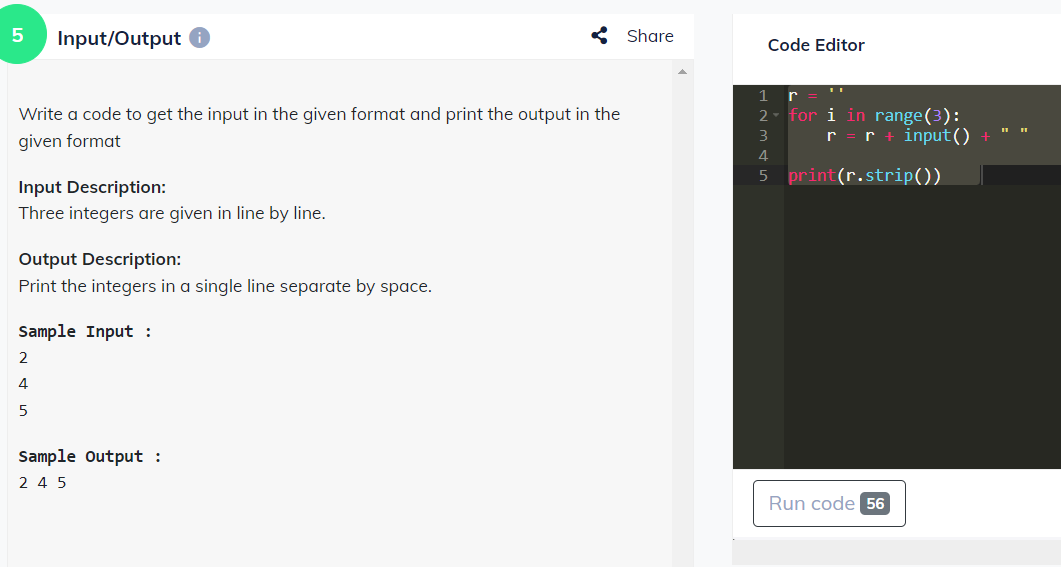 5
Input/Output i
Share
Write a code to get the input in the given format and print the output in the
given format
Input Description:
Three integers are given in line by line.
Output Description:
Print the integers in a single line separate by space.
Sample Input :
2
4
5
Sample Output :
2 4 5
Code Editor
1 r = ''
2 for i in range(3):
3     r = r + input() + " "
4
5 print(r.strip())
Run code 56